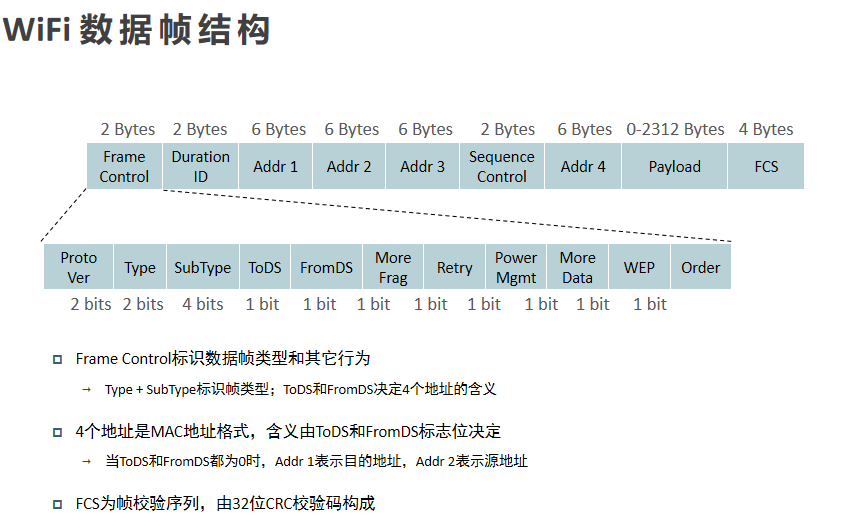 WiFi 数据帧结构
2 Bytes 2 Bytes 6 Bytes 6 Bytes 6 Bytes 2 Bytes 6 Bytes 0-2312 Bytes 4 Bytes
Frame Control Duration ID Addr 1 Addr 2 Addr 3 Sequence Control Addr 4 Payload FCS
Proto Ver Type SubType ToDS FromDS More Frag Retry Power Mgmt More Data WEP Order
2 bits 2 bits 4 bits 1 bit 1 bit 1 bit 1 bit 1 bit 1 bit 1 bit 1 bit
Frame Control标识数据帧类型和其它行为
→ Type + SubType标识帧类型；ToDS和FromDS决定4个地址的含义
4个地址是MAC地址格式，含义由ToDS和FromDS标志位决定
→ 当ToDS和FromDS都为0时，Addr 1表示目的地址，Addr 2表示源地址
FCS为帧校验序列，由32位CRC校验码构成